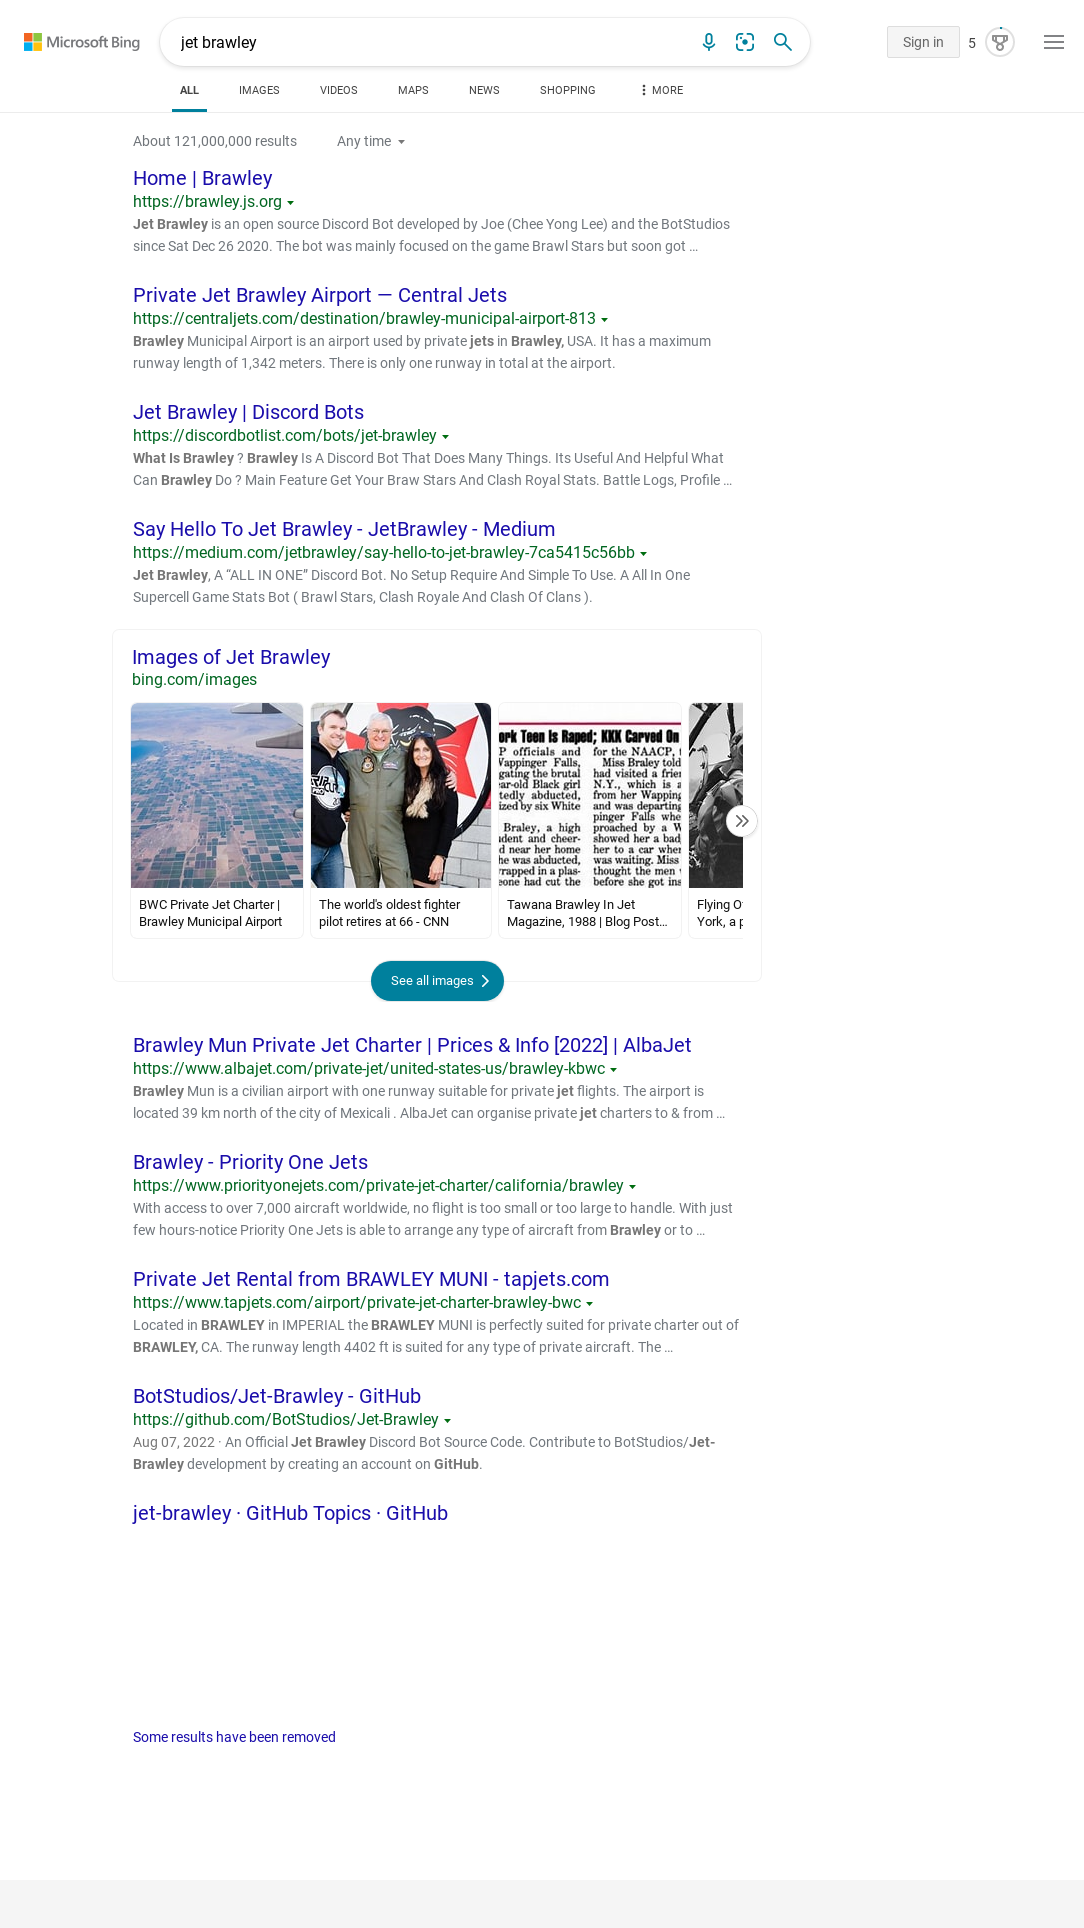 Microsoft Bing
jet brawley
Sign in
5
ALL
IMAGES
VIDEOS
MAPS
NEWS
SHOPPING
MORE
About 121,000,000 results
Any time
Home | Brawley
https://brawley.js.org
Jet Brawley is an open source Discord Bot developed by Joe (Chee Yong Lee) and the BotStudios
since Sat Dec 26 2020. The bot was mainly focused on the game Brawl Stars but soon got ...
Private Jet Brawley Airport — Central Jets
https://centraljets.com/destination/brawley-municipal-airport-813
Brawley Municipal Airport is an airport used by private jets in Brawley, USA. It has a maximum
runway length of 1,342 meters. There is only one runway in total at the airport.
Jet Brawley | Discord Bots
https://discordbotlist.com/bots/jet-brawley
What Is Brawley ? Brawley Is A Discord Bot That Does Many Things. Its Useful And Helpful What
Can Brawley Do ? Main Feature Get Your Braw Stars And Clash Royal Stats. Battle Logs, Profile ...
Say Hello To Jet Brawley - JetBrawley - Medium
https://medium.com/jetbrawley/say-hello-to-jet-brawley-7ca5415c56bb
Jet Brawley, A “ALL IN ONE” Discord Bot. No Setup Require And Simple To Use. A All In One
Supercell Game Stats Bot ( Brawl Stars, Clash Royale And Clash Of Clans ).
Images of Jet Brawley
bing.com/images
ork Teen Is Raped; KKK Carved On
officials and
Wappinger Falls,
gating the brutal
ear-old Black girl
tedly abducted,
ized by six White
Braley, a high
dent and cheer-
d near her home
he was abducted,
wrapped in a plas-
eone had cut the
for the NAACP,
Miss Braley told
had visited a frie
N.Y., which is a
from her Wapping
and was departing
pinger Falls when
proached by a W
showed her a bad
her to a car when
was waiting. Miss
thought the men
before she got ins
BWC Private Jet Charter |
Brawley Municipal Airport
The world's oldest fighter
pilot retires at 66 - CNN
Tawana Brawley In Jet
Magazine, 1988 | Blog Post...
Flying O
York, a p
See all images
Brawley Mun Private Jet Charter | Prices & Info [2022] | AlbaJet
https://www.albajet.com/private-jet/united-states-us/brawley-kbwc
Brawley Mun is a civilian airport with one runway suitable for private jet flights. The airport is
located 39 km north of the city of Mexicali . AlbaJet can organise private jet charters to & from ...
Brawley - Priority One Jets
https://www.priorityonejets.com/private-jet-charter/california/brawley
With access to over 7,000 aircraft worldwide, no flight is too small or too large to handle. With just
few hours-notice Priority One Jets is able to arrange any type of aircraft from Brawley or to ...
Private Jet Rental from BRAWLEY MUNI - tapjets.com
https://www.tapjets.com/airport/private-jet-charter-brawley-bwc
Located in BRAWLEY in IMPERIAL the BRAWLEY MUNI is perfectly suited for private charter out of
BRAWLEY, CA. The runway length 4402 ft is suited for any type of private aircraft. The ...
BotStudios/Jet-Brawley - GitHub
https://github.com/BotStudios/Jet-Brawley
Aug 07, 2022 · An Official Jet Brawley Discord Bot Source Code. Contribute to BotStudios/Jet-
Brawley development by creating an account on GitHub.
jet-brawley · GitHub Topics · GitHub
Some results have been removed